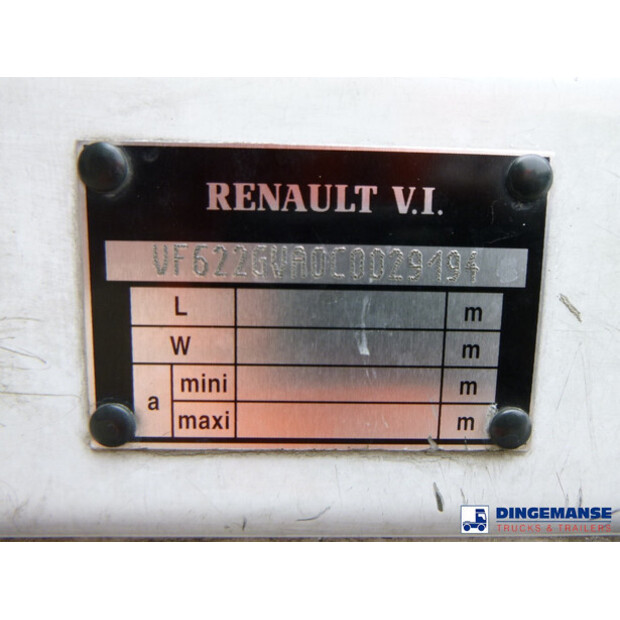 RENAULT V.I.
VF622GVA0C0D29194
L m
W m
a mini m
maxi m
DINGEMANSE
TRUCKS & TRAILERS